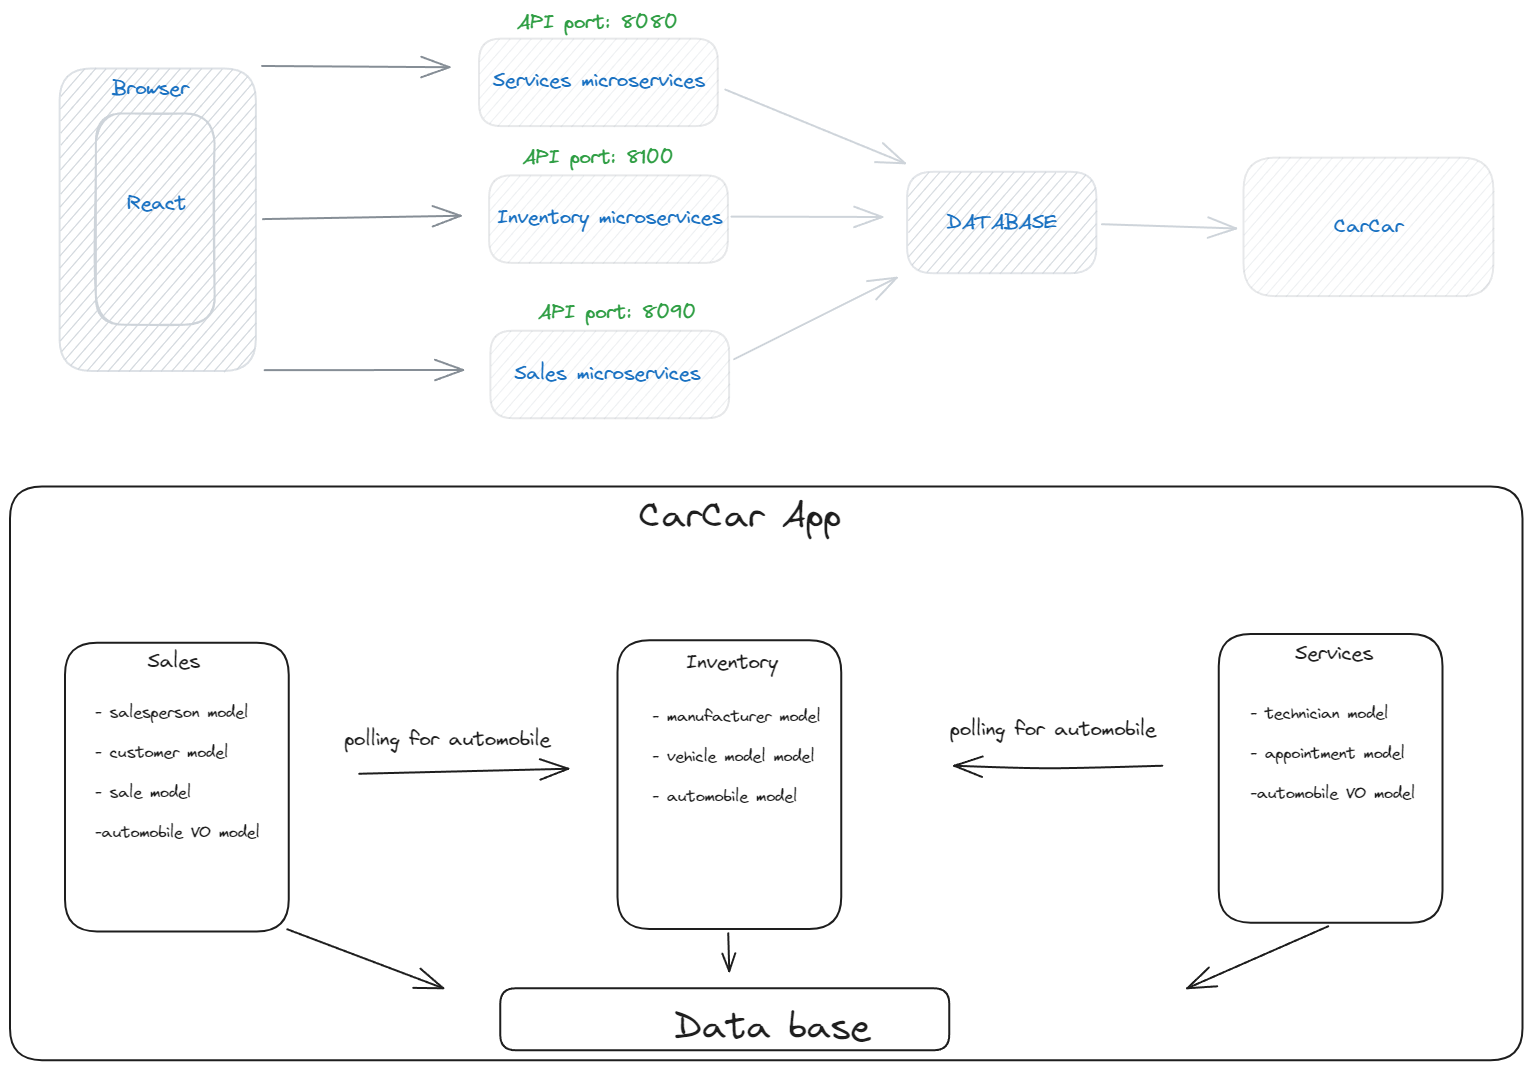 API port: 8080
Services microservices
Browser
React
API port: 8100
Inventory microservices
DATABASE
CarCar
API port: 8090
Sales microservices
CarCar App
Sales
- salesperson model
- customer model
- sale model
-automobile VO model
polling for automobile
Inventory
- manufacturer model
- vehicle model model
- automobile model
polling for automobile
Services
- technician model
- appointment model
-automobile VO model
Data base